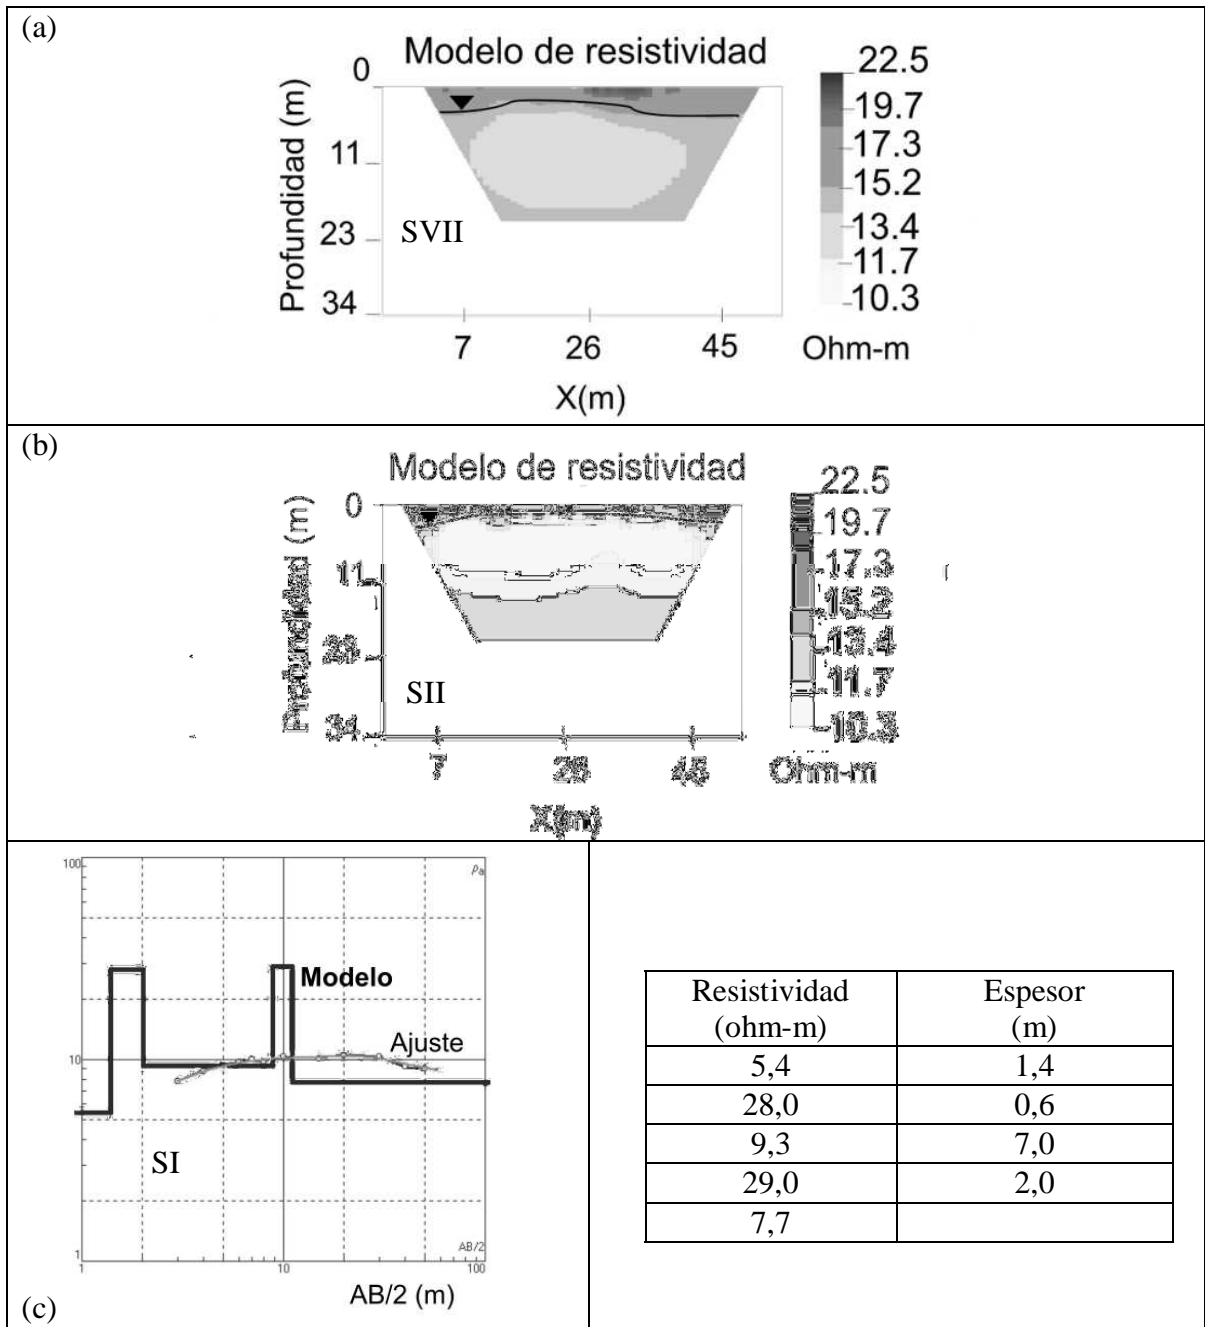 (a)
Modelo de resistividad
Profundidad (m)
0
11
23
34
SVII
7
26
45
X(m)
22.5
19.7
17.3
15.2
13.4
11.7
10.3
Ohm-m
(b)
Modelo de resistividad
Profundidad (m)
0
11
23
34
SII
7
26
45
X(m)
22.5
19.7
17.3
15.2
13.4
11.7
10.3
Ohm-m
(c)
100
10
1
ρa
Modelo
Ajuste
SI
AB/2
1
10
100
AB/2 (m)
Resistividad (ohm-m)
Espesor (m)
5,4
1,4
28,0
0,6
9,3
7,0
29,0
2,0
7,7